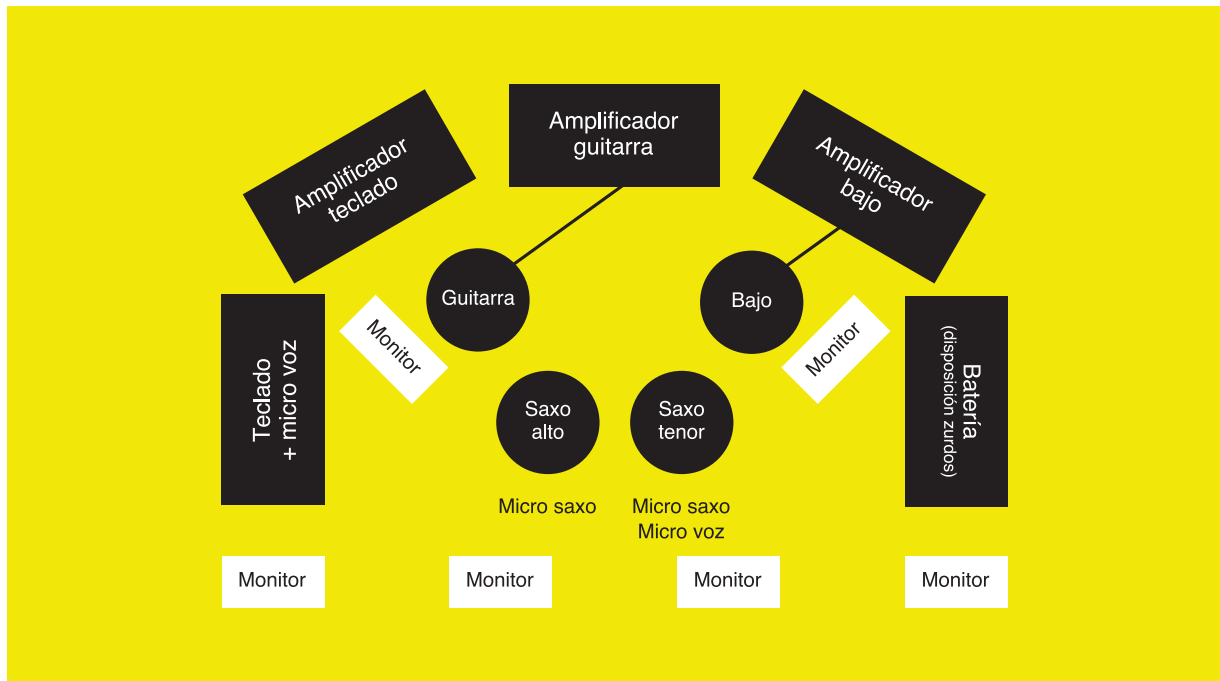 Amplificador
teclado
Amplificador
guitarra
Amplificador
bajo
Guitarra
Bajo
Teclado
+ micro voz
Monitor
Monitor
Batería
(disposición zurdos)
Saxo
alto
Saxo
tenor
Micro saxo
Micro saxo
Micro voz
Monitor
Monitor
Monitor
Monitor